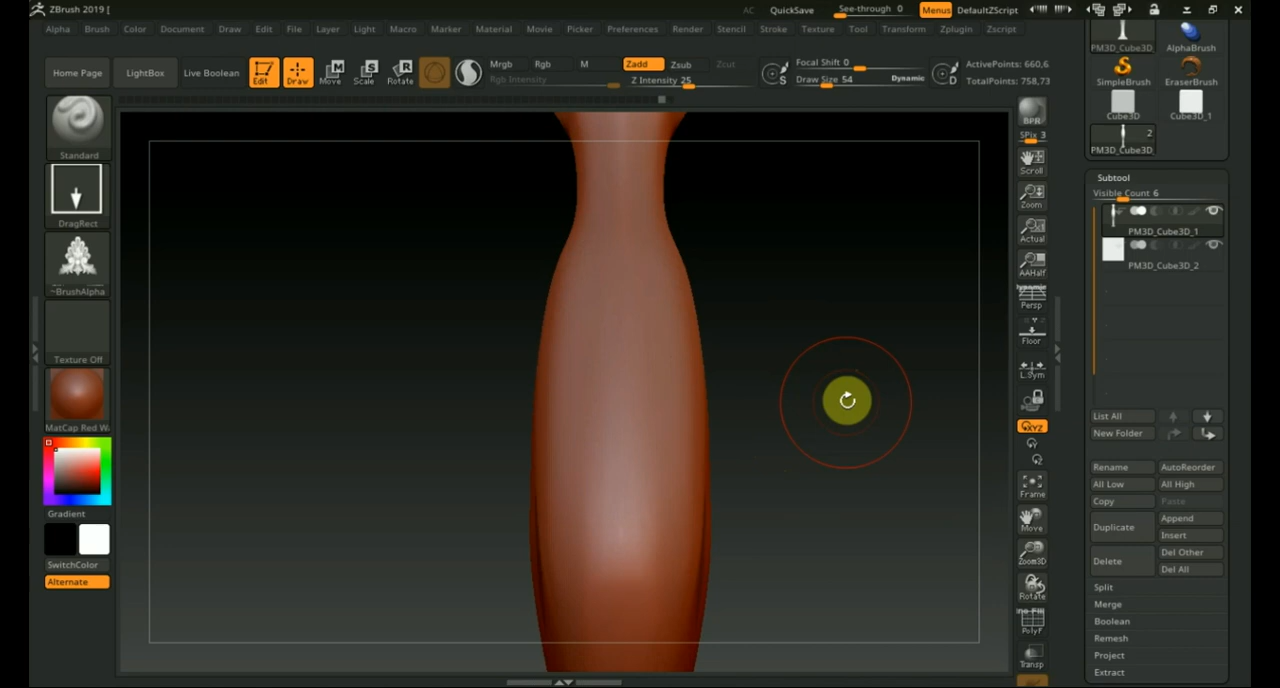 ZBrush 2019 [
AC QuickSave See-through 0 Menus DefaultZScript
Alpha Brush Color Document Draw Edit File Layer Light Macro Marker Material Movie Picker Preferences Render Stencil Stroke Texture Tool Transform Zplugin Zscript
Home Page LightBox Live Boolean Edit Draw Move Scale Rotate
Mrgb Rgb M Zadd Zsub Zcut
Rgb Intensity Z Intensity 25
Focal Shift 0
Draw Size 54 Dynamic
ActivePoints: 660,6
TotalPoints: 758,73
Standard
DragRect
~BrushAlpha
Texture Off
MatCap Red W
Gradient
SwitchColor
Alternate
BPR
SPix 3
Scroll
Zoom
Actual
AAHalf
Persp
Floor
L.Sym
XYZ
Frame
Move
Zoom3D
Rotate
PolyF
Transp
PM3D_Cube3D AlphaBrush
SimpleBrush EraserBrush
Cube3D Cube3D_1
2
PM3D_Cube3D
Subtool
Visible Count 6
PM3D_Cube3D_1
PM3D_Cube3D_2
List All
New Folder
Rename AutoReorder
All Low All High
Copy Paste
Duplicate Append
Insert
Delete Del Other
Del All
Split
Merge
Boolean
Remesh
Project
Extract